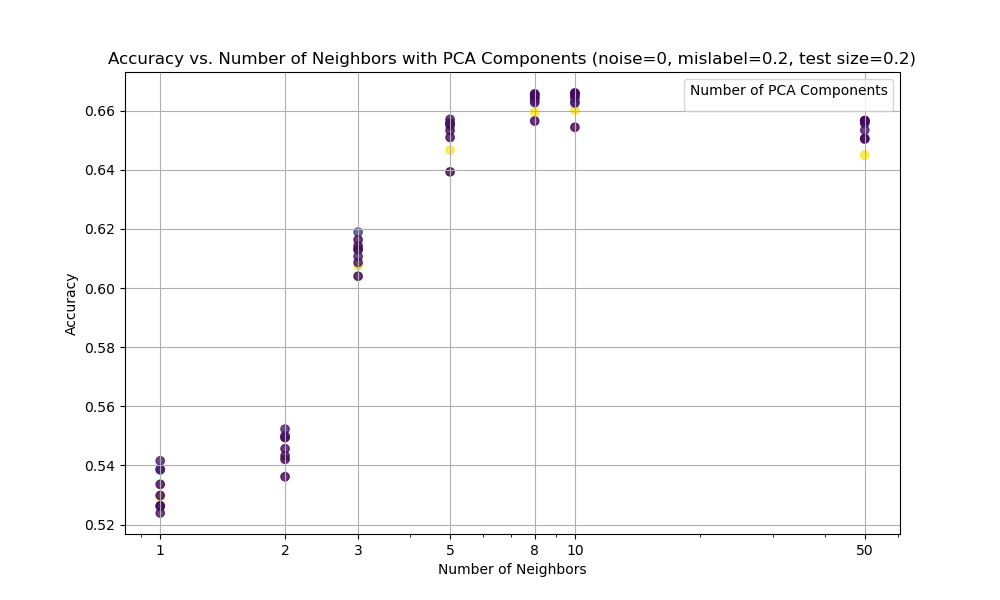 Accuracy vs. Number of Neighbors with PCA Components (noise=0, mislabel=0.2, test size=0.2)
Number of PCA Components
0.66
0.64
0.62
0.60
0.58
0.56
0.54
0.52
Accuracy
1 2 3 5 8 10 50
Number of Neighbors